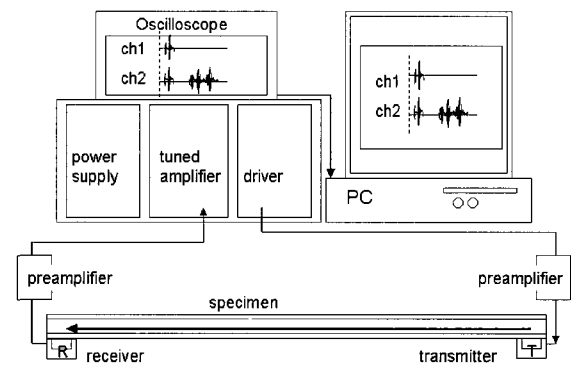 Oscilloscope
ch1
ch2
ch1
ch2
power
supply
tuned
amplifier
driver
PC
preamplifier
preamplifier
specimen
R
receiver
transmitter
T